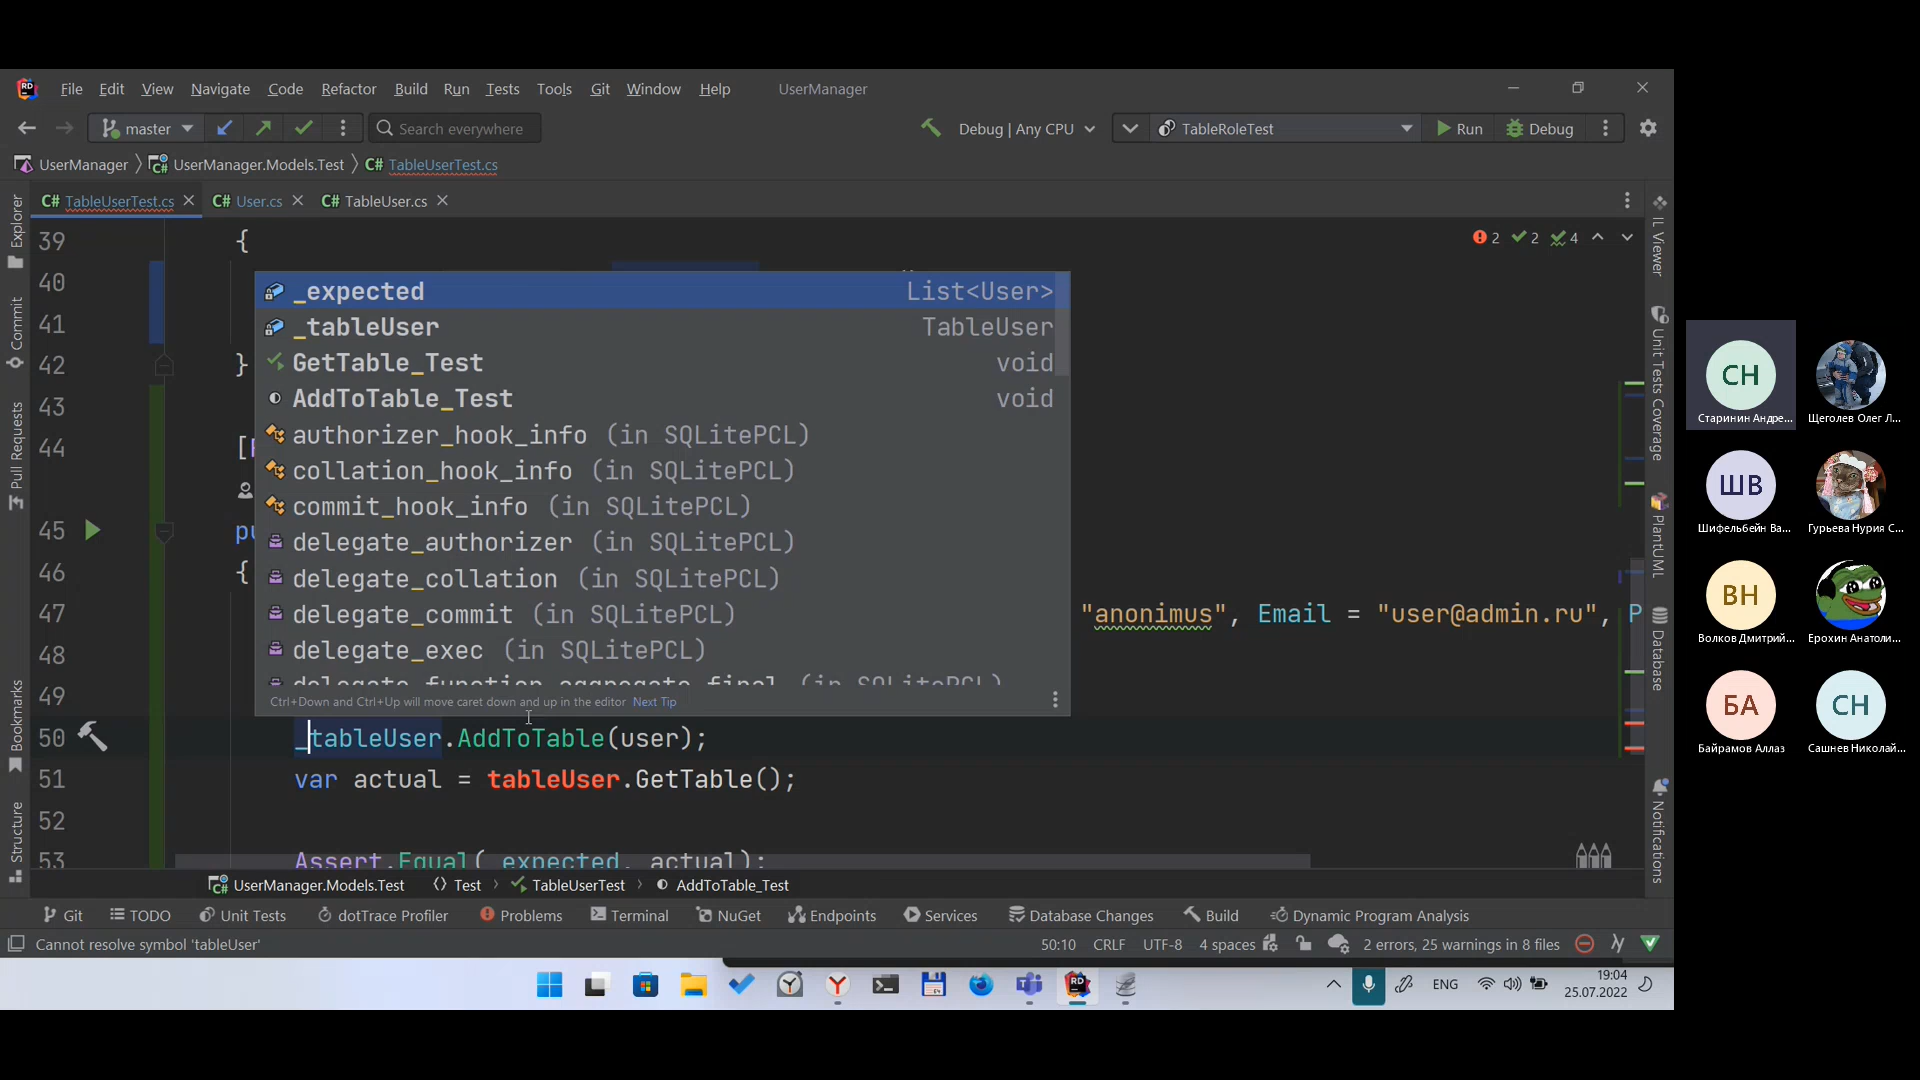 File Edit View Navigate Code Refactor Build Run Tests Tools Git Window Help UserManager
master Search everywhere Debug | Any CPU TableRoleTest Run Debug
UserManager UserManager.Models.Test C# TableUserTest.cs
C# TableUserTest.cs C# User.cs C# TableUser.cs
39 {
2 2 4
40
41
42 }
43
44 [
45 pu
46 {
47 "anonimus", Email = "user@admin.ru", P
48
49
50 _tableUser.AddToTable(user);
51 var actual = tableUser.GetTable();
52
53 Assert.Equal(_expected, actual);
_expected List<User>
_tableUser TableUser
GetTable_Test void
AddToTable_Test void
authorizer_hook_info (in SQLitePCL)
collation_hook_info (in SQLitePCL)
commit_hook_info (in SQLitePCL)
delegate_authorizer (in SQLitePCL)
delegate_collation (in SQLitePCL)
delegate_commit (in SQLitePCL)
delegate_exec (in SQLitePCL)
delegate_function_aggregate_final (in SQLitePCL)
Ctrl+Down and Ctrl+Up will move caret down and up in the editor Next Tip
Explorer
Commit
Pull Requests
Bookmarks
Structure
IL Viewer
Unit Tests Coverage
PlantUML
Database
Notifications
UserManager.Models.Test Test TableUserTest AddToTable_Test
Git TODO Unit Tests dotTrace Profiler Problems Terminal NuGet Endpoints Services Database Changes Build Dynamic Program Analysis
Cannot resolve symbol 'tableUser' 50:10 CRLF UTF-8 4 spaces 2 errors, 25 warnings in 8 files
ENG
19:04
25.07.2022
СН
Старинин Андре...
Щеголев Олег Л...
ШВ
Шифельбейн Ва...
Гурьева Нурия С...
ВН
Волков Дмитрий...
Ерохин Анатоли...
БА
Байрамов Аллаз
СН
Сашнев Николай...